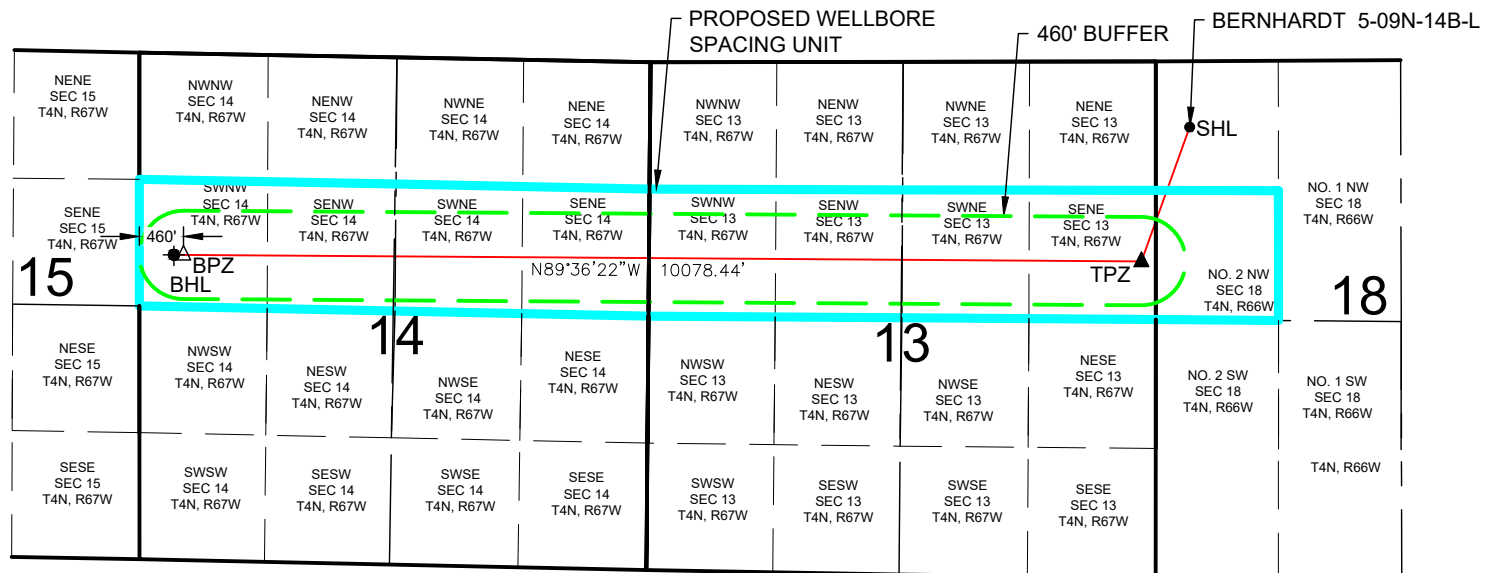 PROPOSED WELLBORE
SPACING UNIT
460' BUFFER
BERNHARDT 5-09N-14B-L
NENE
SEC 15
T4N, R67W
NWNW
SEC 14
T4N, R67W
NENW
SEC 14
T4N, R67W
NWNE
SEC 14
T4N, R67W
NENE
SEC 14
T4N, R67W
NWNW
SEC 13
T4N, R67W
NENW
SEC 13
T4N, R67W
NWNE
SEC 13
T4N, R67W
NENE
SEC 13
T4N, R67W
SHL
SENE
SEC 15
T4N, R67W
SWNW
SEC 14
T4N, R67W
SENW
SEC 14
T4N, R67W
SWNE
SEC 14
T4N, R67W
SENE
SEC 14
T4N, R67W
SWNW
SEC 13
T4N, R67W
SENW
SEC 13
T4N, R67W
SWNE
SEC 13
T4N, R67W
SENE
SEC 13
T4N, R67W
NO. 1 NW
SEC 18
T4N, R66W
460'
BPZ
BHL
N89°36'22"W 10078.44'
TPZ
NO. 2 NW
SEC 18
T4N, R66W
15
14
13
18
NESE
SEC 15
T4N, R67W
NWSW
SEC 14
T4N, R67W
NESW
SEC 14
T4N, R67W
NWSE
SEC 14
T4N, R67W
NESE
SEC 14
T4N, R67W
NWSW
SEC 13
T4N, R67W
NESW
SEC 13
T4N, R67W
NWSE
SEC 13
T4N, R67W
NESE
SEC 13
T4N, R67W
NO. 2 SW
SEC 18
T4N, R66W
NO. 1 SW
SEC 18
T4N, R66W
SESE
SEC 15
T4N, R67W
SWSW
SEC 14
T4N, R67W
SESW
SEC 14
T4N, R67W
SWSE
SEC 14
T4N, R67W
SESE
SEC 14
T4N, R67W
SWSW
SEC 13
T4N, R67W
SESW
SEC 13
T4N, R67W
SWSE
SEC 13
T4N, R67W
SESE
SEC 13
T4N, R67W
T4N, R66W